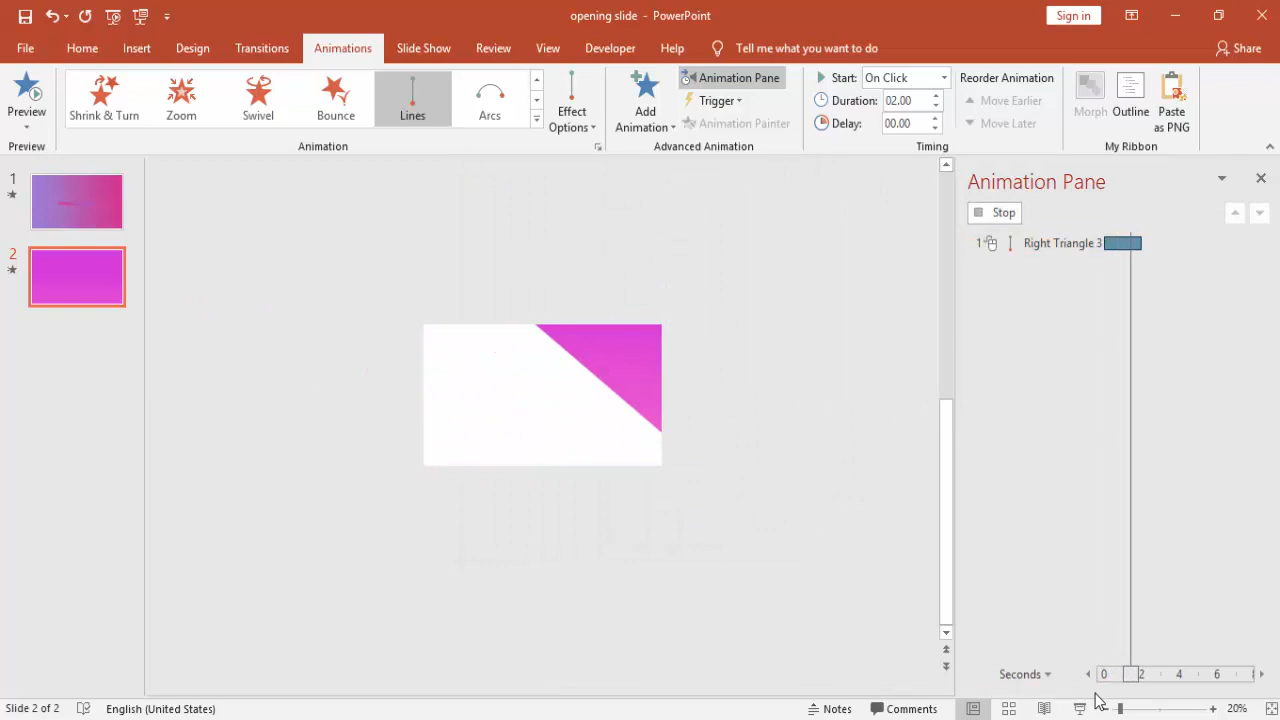 opening slide - PowerPoint
Sign in
File Home Insert Design Transitions Animations Slide Show Review View Developer Help Tell me what you want to do Share
Preview
Shrink & Turn Zoom Swivel Bounce Lines Arcs
Effect Options
Add Animation
Animation Pane
Trigger
Animation Painter
Start: On Click
Duration: 02.00
Delay: 00.00
Reorder Animation
Move Earlier
Move Later
Morph Outline Paste as PNG
Preview Animation Advanced Animation Timing My Ribbon
1
2
Animation Pane
Stop
1 Right Triangle 3
Seconds 0 2 4 6
Slide 2 of 2 English (United States) Notes Comments 20%